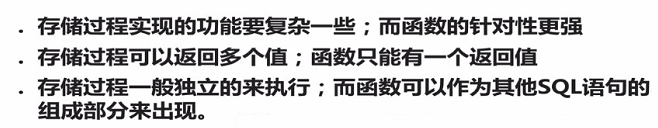 . 存储过程实现的功能要复杂一些；而函数的针对性更强
. 存储过程可以返回多个值；函数只能有一个返回值
. 存储过程一般独立的来执行；而函数可以作为其他SQL语句的
组成部分来出现。